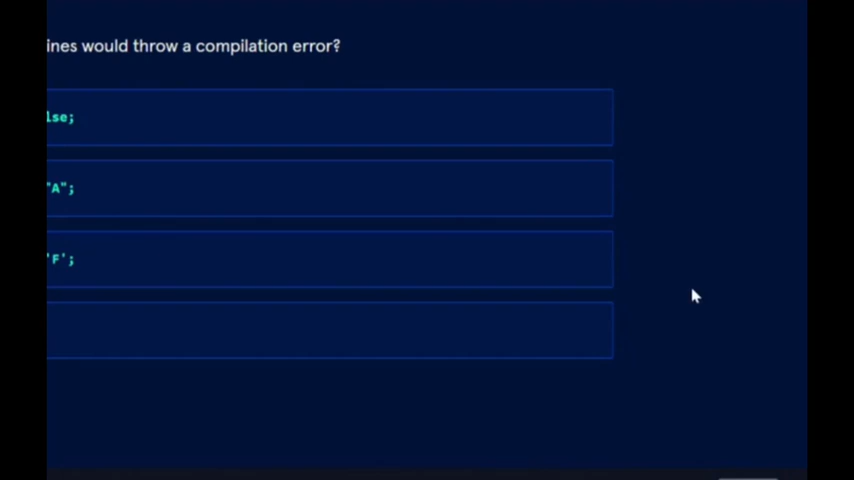 ines would throw a compilation error?
lse;
"A";
'F';